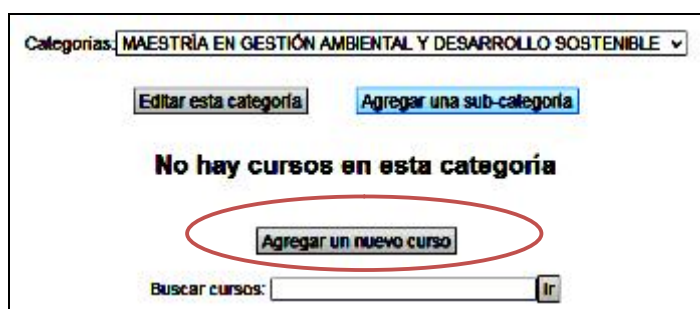 Categorías: MAESTRÌA EN GESTIÓN AMBIENTAL Y DESARROLLO SOSTENIBLE
Editar esta categoría Agregar una sub-categoría
No hay cursos en esta categoría
Agregar un nuevo curso
Buscar cursos: Ir